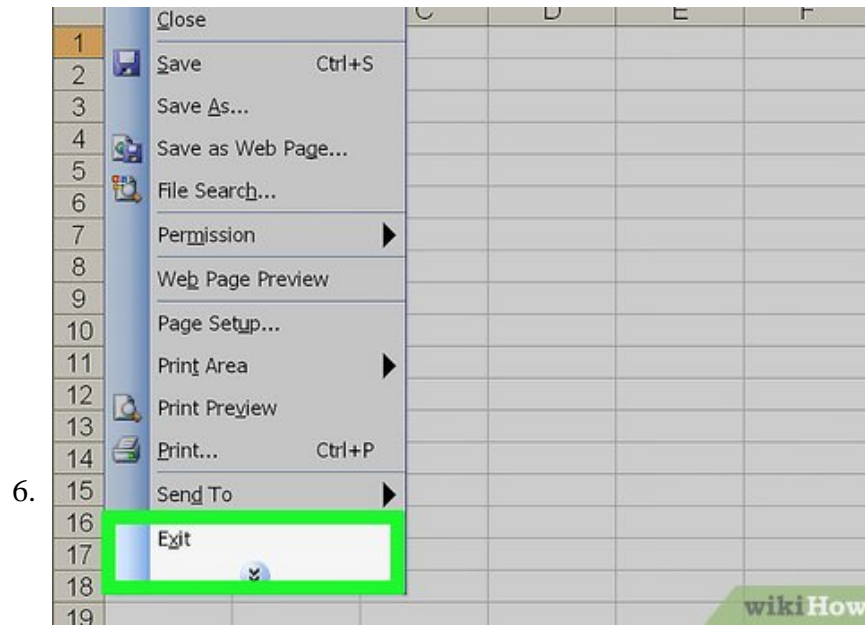 C D E F
Close
1
2 Save Ctrl+S
3 Save As...
4 Save as Web Page...
5
6 File Search...
7 Permission
8 Web Page Preview
9
10 Page Setup...
11 Print Area
12 Print Preview
13
14 Print... Ctrl+P
6. 15 Send To
16 Exit
17
18
19
wikiHow